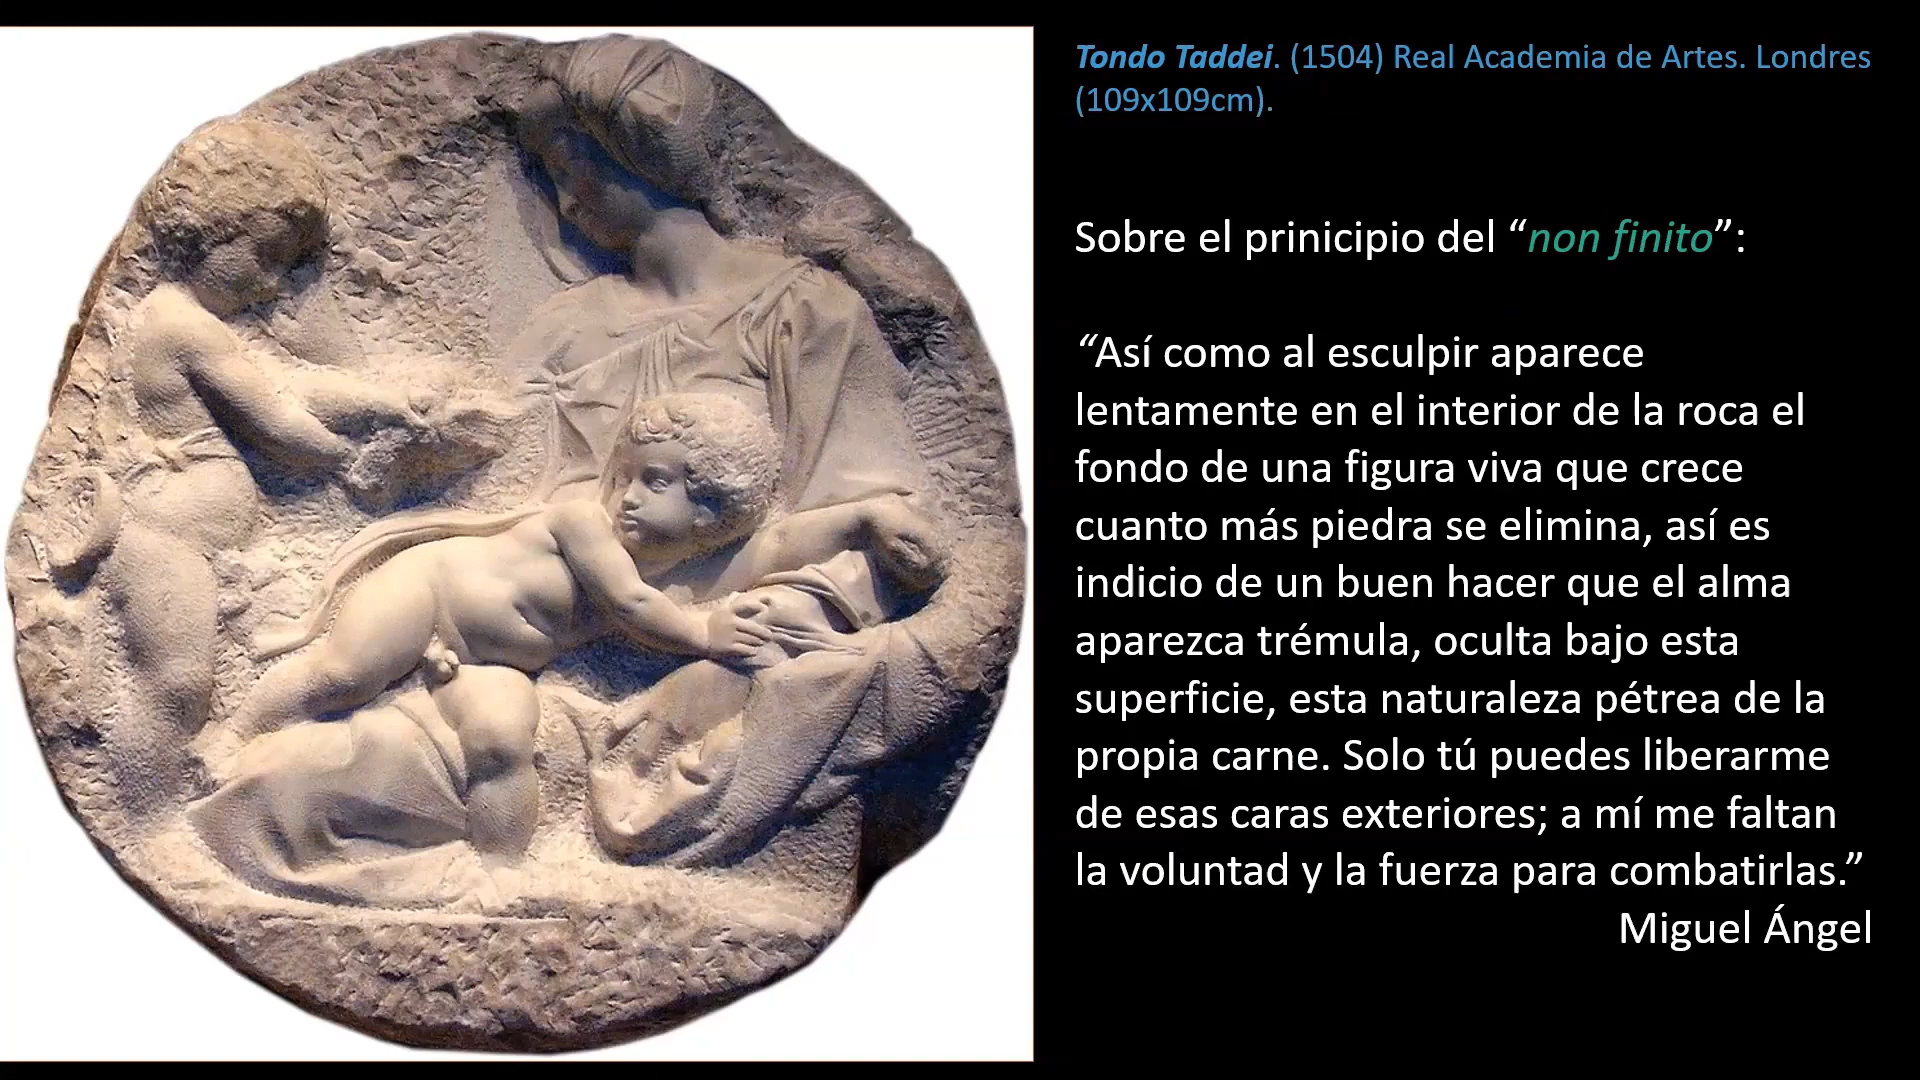 Tondo Taddei. (1504) Real Academia de Artes. Londres
(109x109cm).
Sobre el prinicipio del “non finito”:
“Así como al esculpir aparece
lentamente en el interior de la roca el
fondo de una figura viva que crece
cuanto más piedra se elimina, así es
indicio de un buen hacer que el alma
aparezca trémula, oculta bajo esta
superficie, esta naturaleza pétrea de la
propia carne. Solo tú puedes liberarme
de esas caras exteriores; a mí me faltan
la voluntad y la fuerza para combatirlas.”
Miguel Ángel